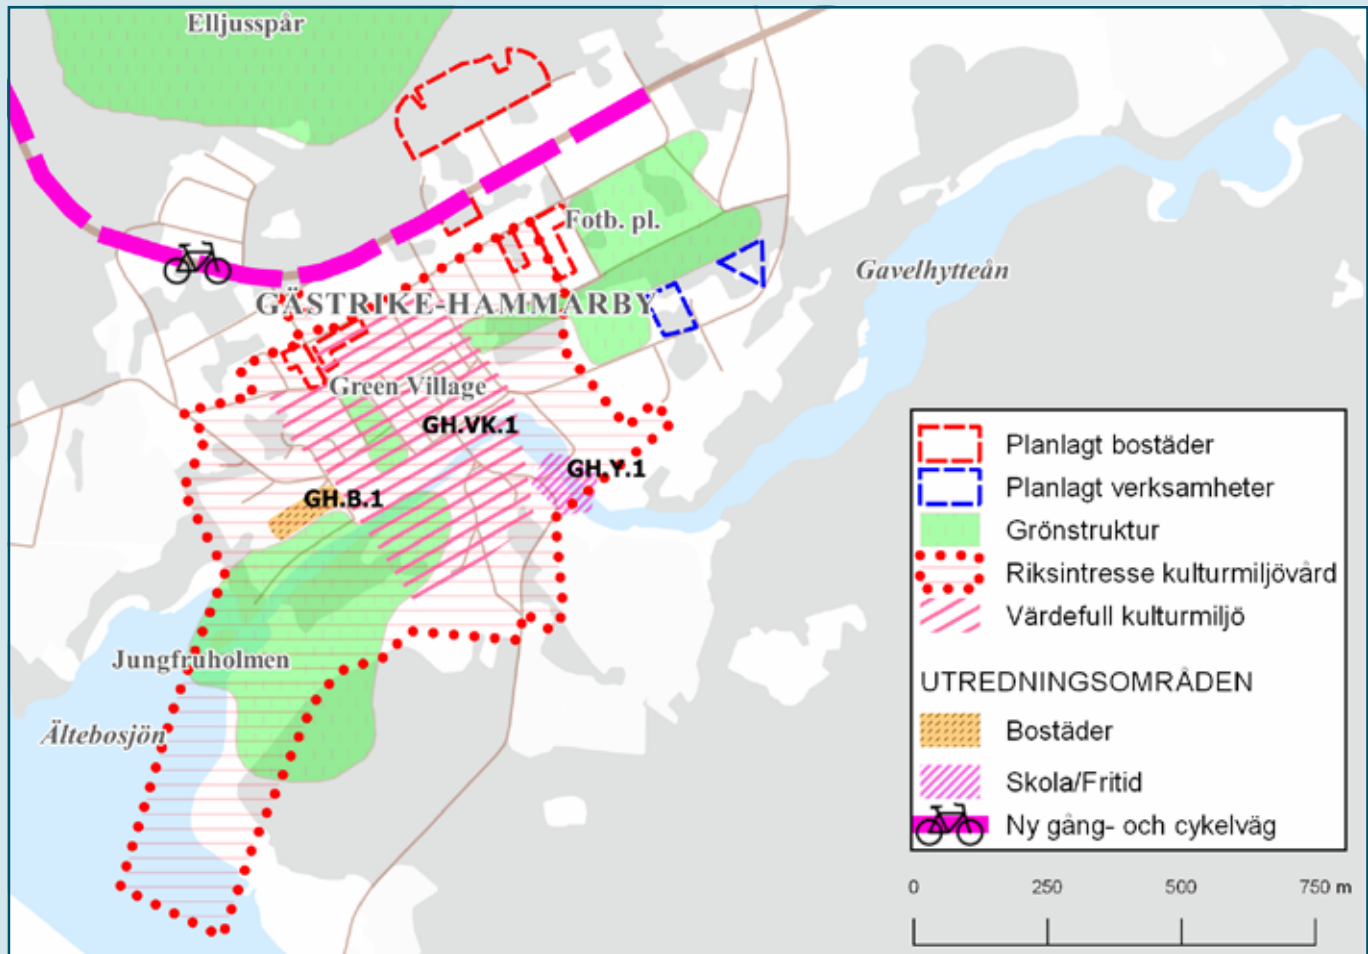 Elljusspår
Fotb. pl.
Gavelhytteån
GÄSTRIKE-HAMMARBY
Green Village
GH.VK.1
GH.Y.1
GH.B.1
Jungfruholmen
Ältebosjön
Planlagt bostäder
Planlagt verksamheter
Grönstruktur
Riksintresse kulturmiljövård
Värdefull kulturmiljö
UTREDNINGSOMRÅDEN
Bostäder
Skola/Fritid
Ny gång- och cykelväg
0 250 500 750 m